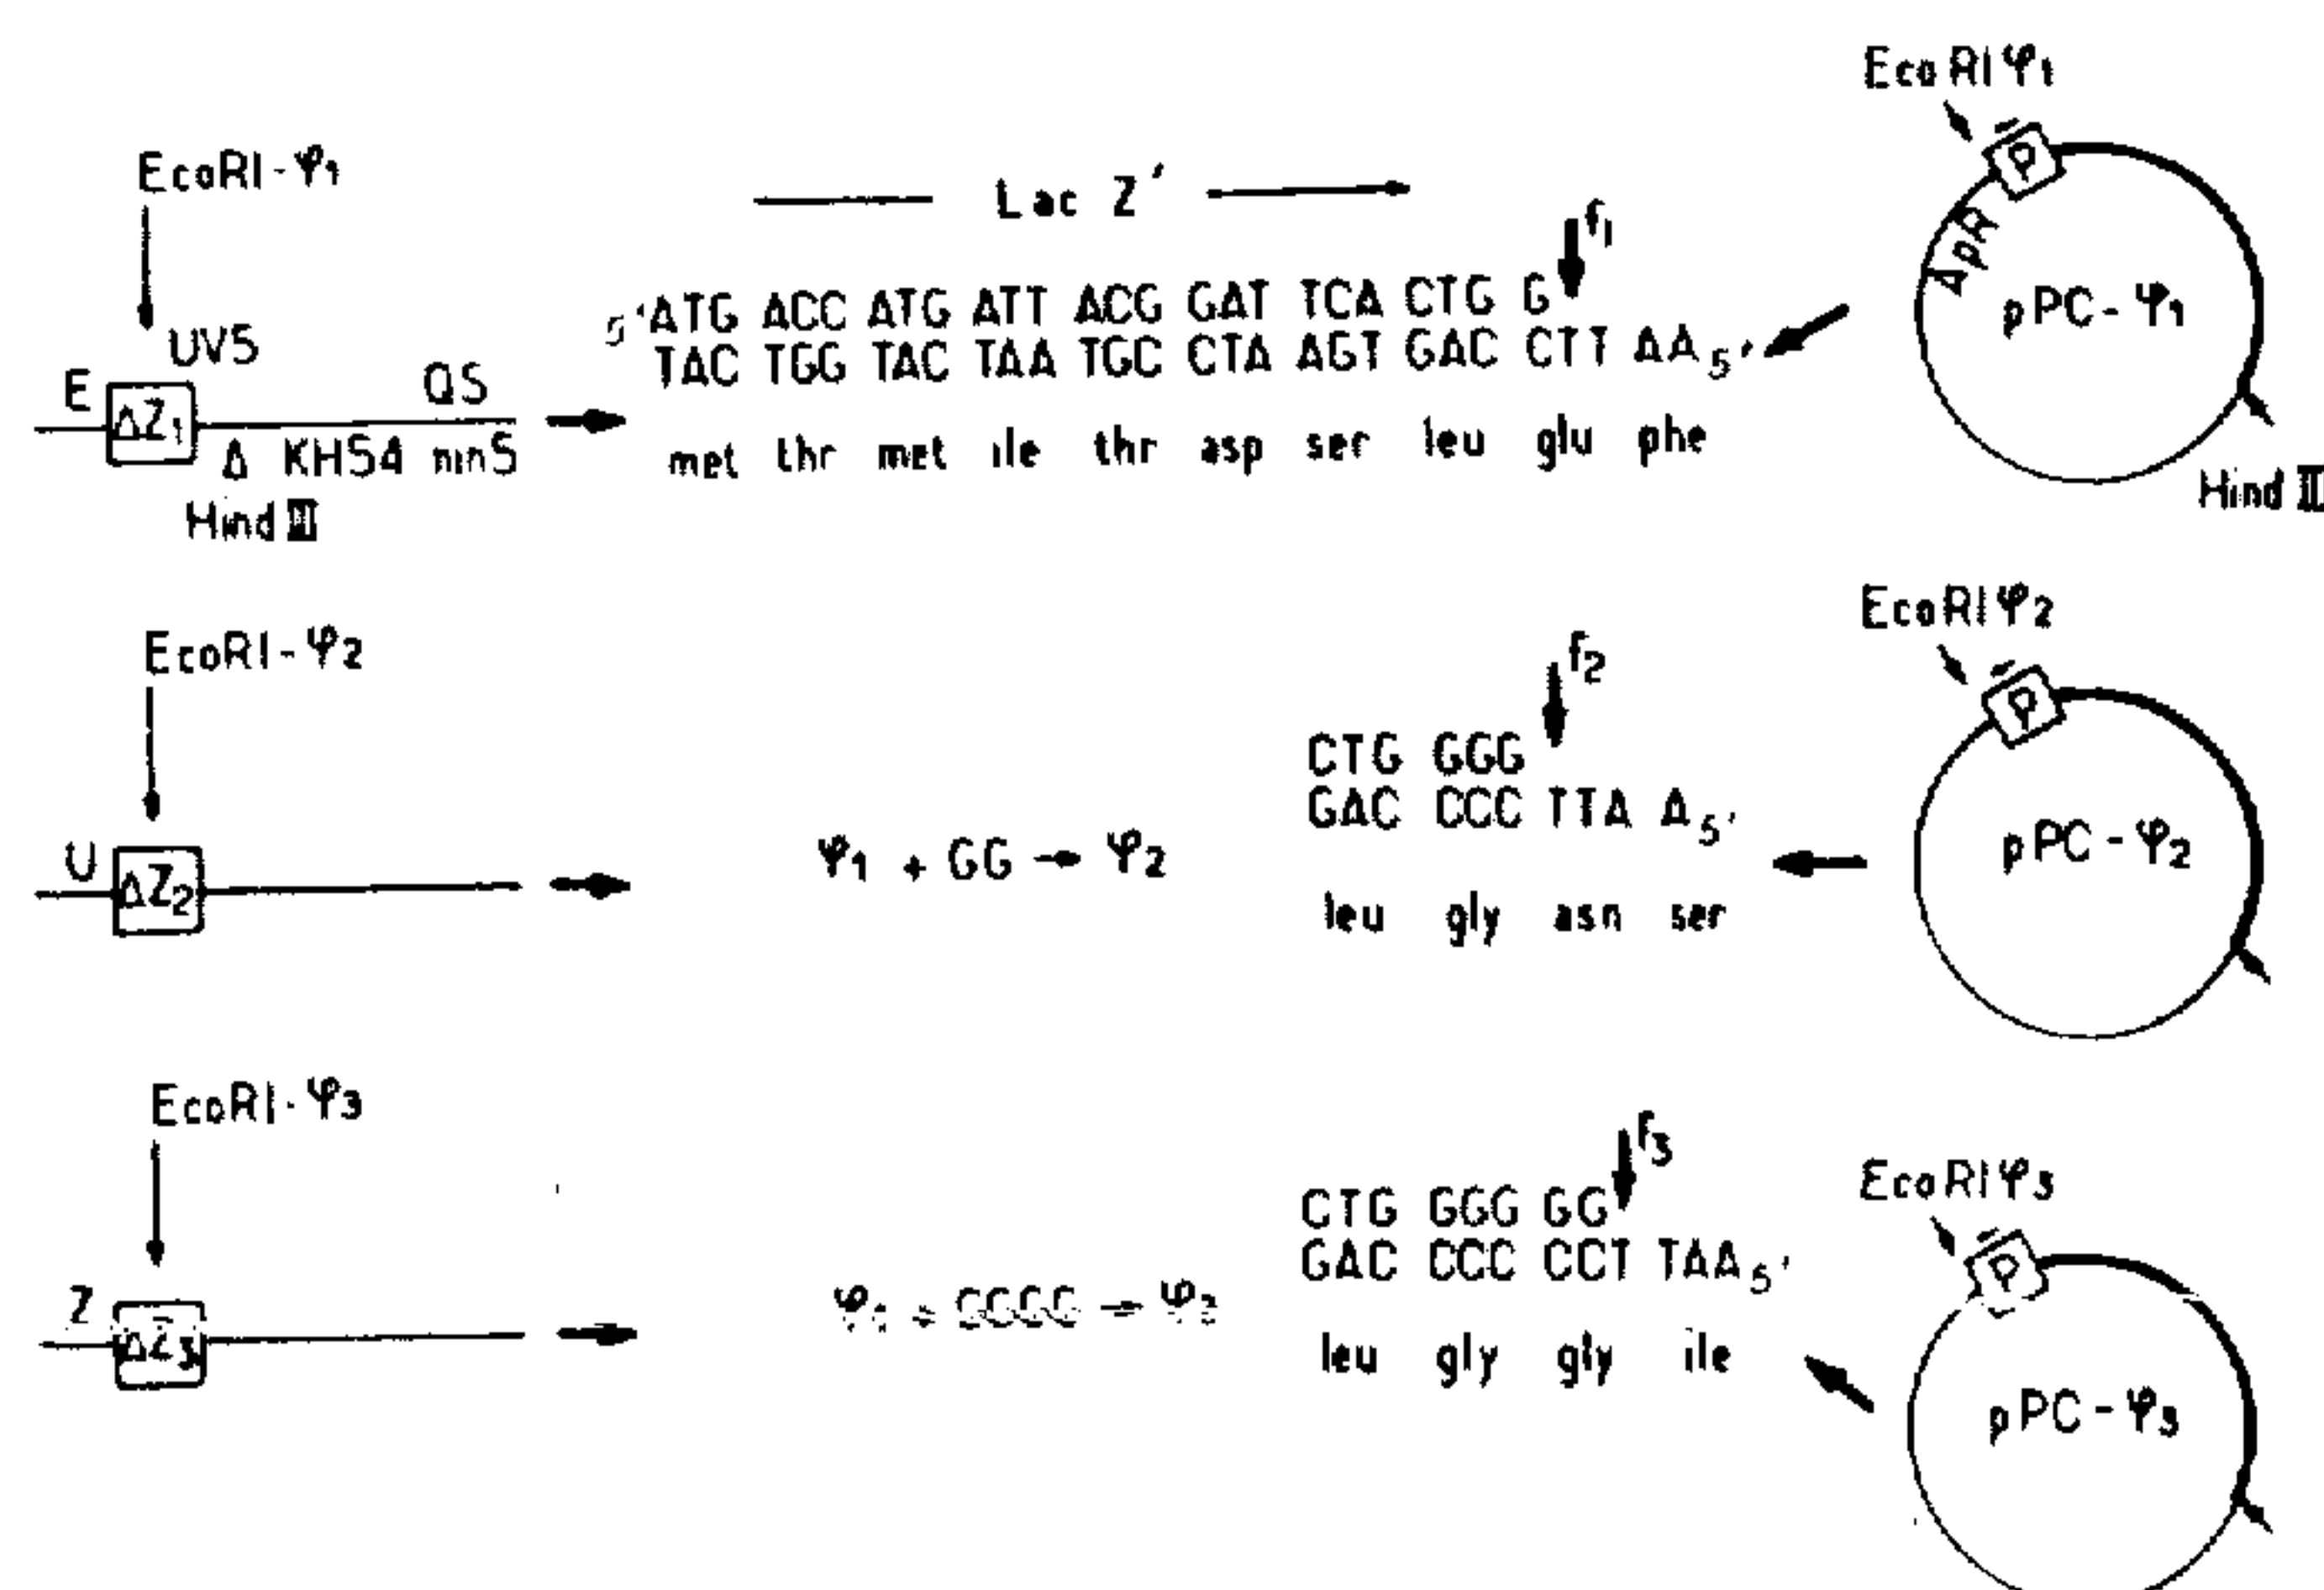 EcoRI-φ1
Lac Z'
f1
EcoRI φ1
5'ATG ACC ATG ATT ACG GAT TCA CTG G
TAC TGG TAC TAA TGC CTA AGT GAC CTT AA5'
met thr met ile thr asp ser leu glu phe
E ΔZ1 UV5 QS
Δ KH54 ninS
Hind III
P
ApR
pPC-φ1
Hind III
EcoRI-φ2
U ΔZ2
φ1 + GG → φ2
f2
CTG GGG
GAC CCC TTA A5'
leu gly asn ser
EcoRI φ2
P
pPC-φ2
EcoRI-φ3
Z ΔZ3
φ3
f3
CTG GGG GG
GAC CCC CCT TAA5'
leu gly gly ile
EcoRI φ3
P
pPC-φ3